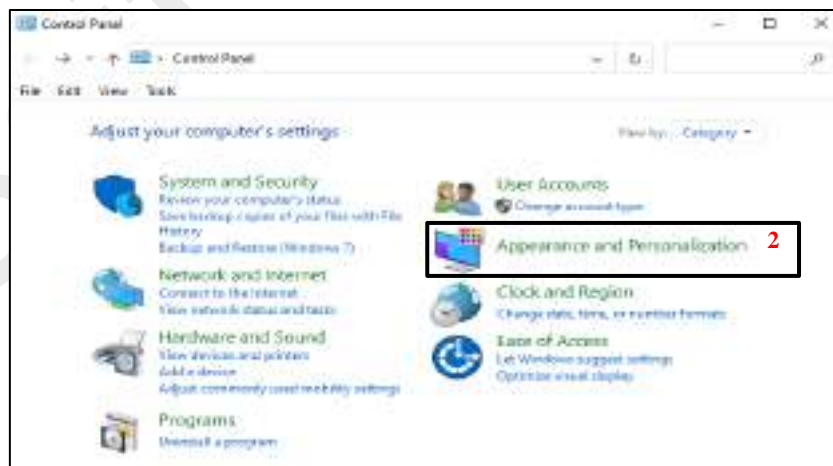 Control Panel
Control Panel
File Edit View Tools
Adjust your computer's settings
View by: Category
System and Security
Review your computer's status
Save backup copies of your files with File
History
Backup and Restore (Windows 7)
Network and Internet
Connect to the Internet
View network status and tasks
Hardware and Sound
View devices and printers
Add a device
Adjust commonly used mobility settings
Programs
Uninstall a program
User Accounts
Change account type
Appearance and Personalization 2
Clock and Region
Change date, time, or number formats
Ease of Access
Let Windows suggest settings
Optimize visual display